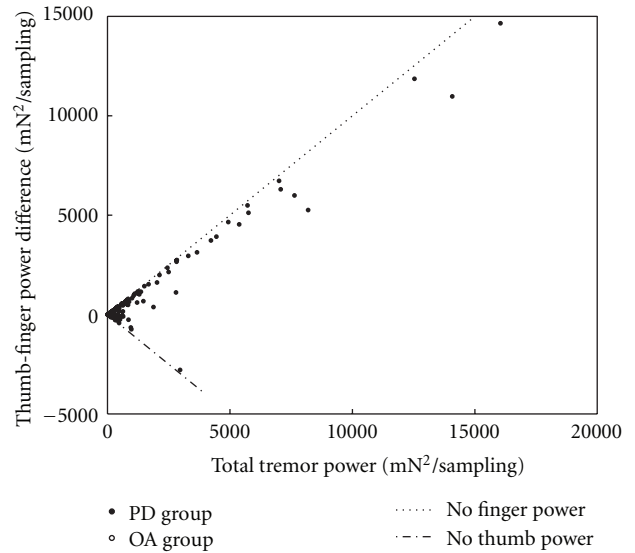 15000
10000
5000
0
−5000
Thumb-finger power difference (mN²/sampling)
0 5000 10000 15000 20000
Total tremor power (mN²/sampling)
PD group
OA group
No finger power
No thumb power